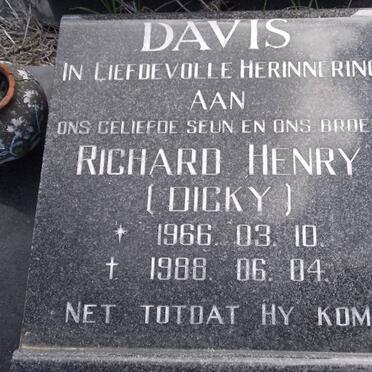 DAVIS
IN LIEFDEVOLLE HERINNERING
AAN
ONS GELIEFDE SEUN EN ONS BROE
RICHARD HENRY
(DICKY)
* 1966. 03. 10.
† 1988. 06. 04.
NET TOTDAT HY KOM